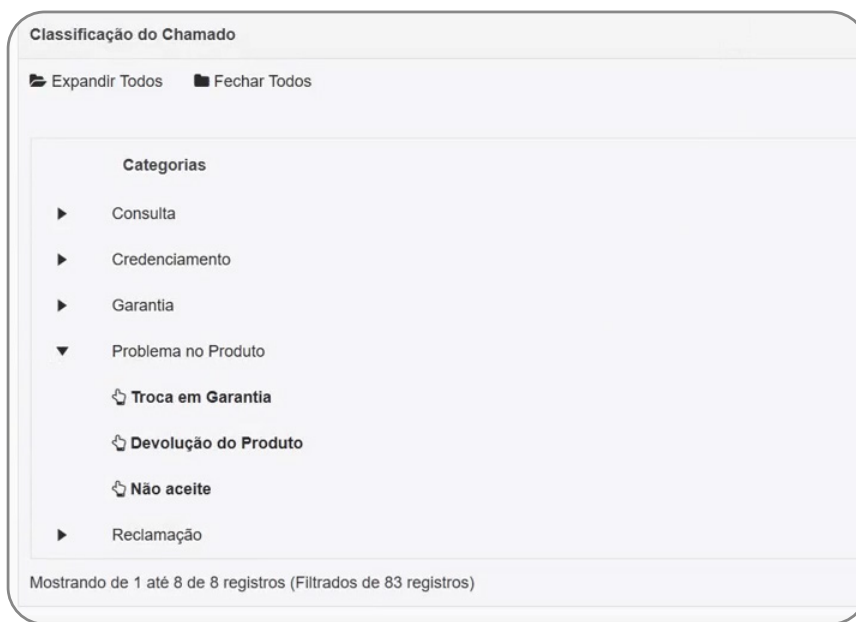 Classificação do Chamado
Expandir Todos Fechar Todos
Categorias
Consulta
Credenciamento
Garantia
Problema no Produto
Troca em Garantia
Devolução do Produto
Não aceite
Reclamação
Mostrando de 1 até 8 de 8 registros (Filtrados de 83 registros)